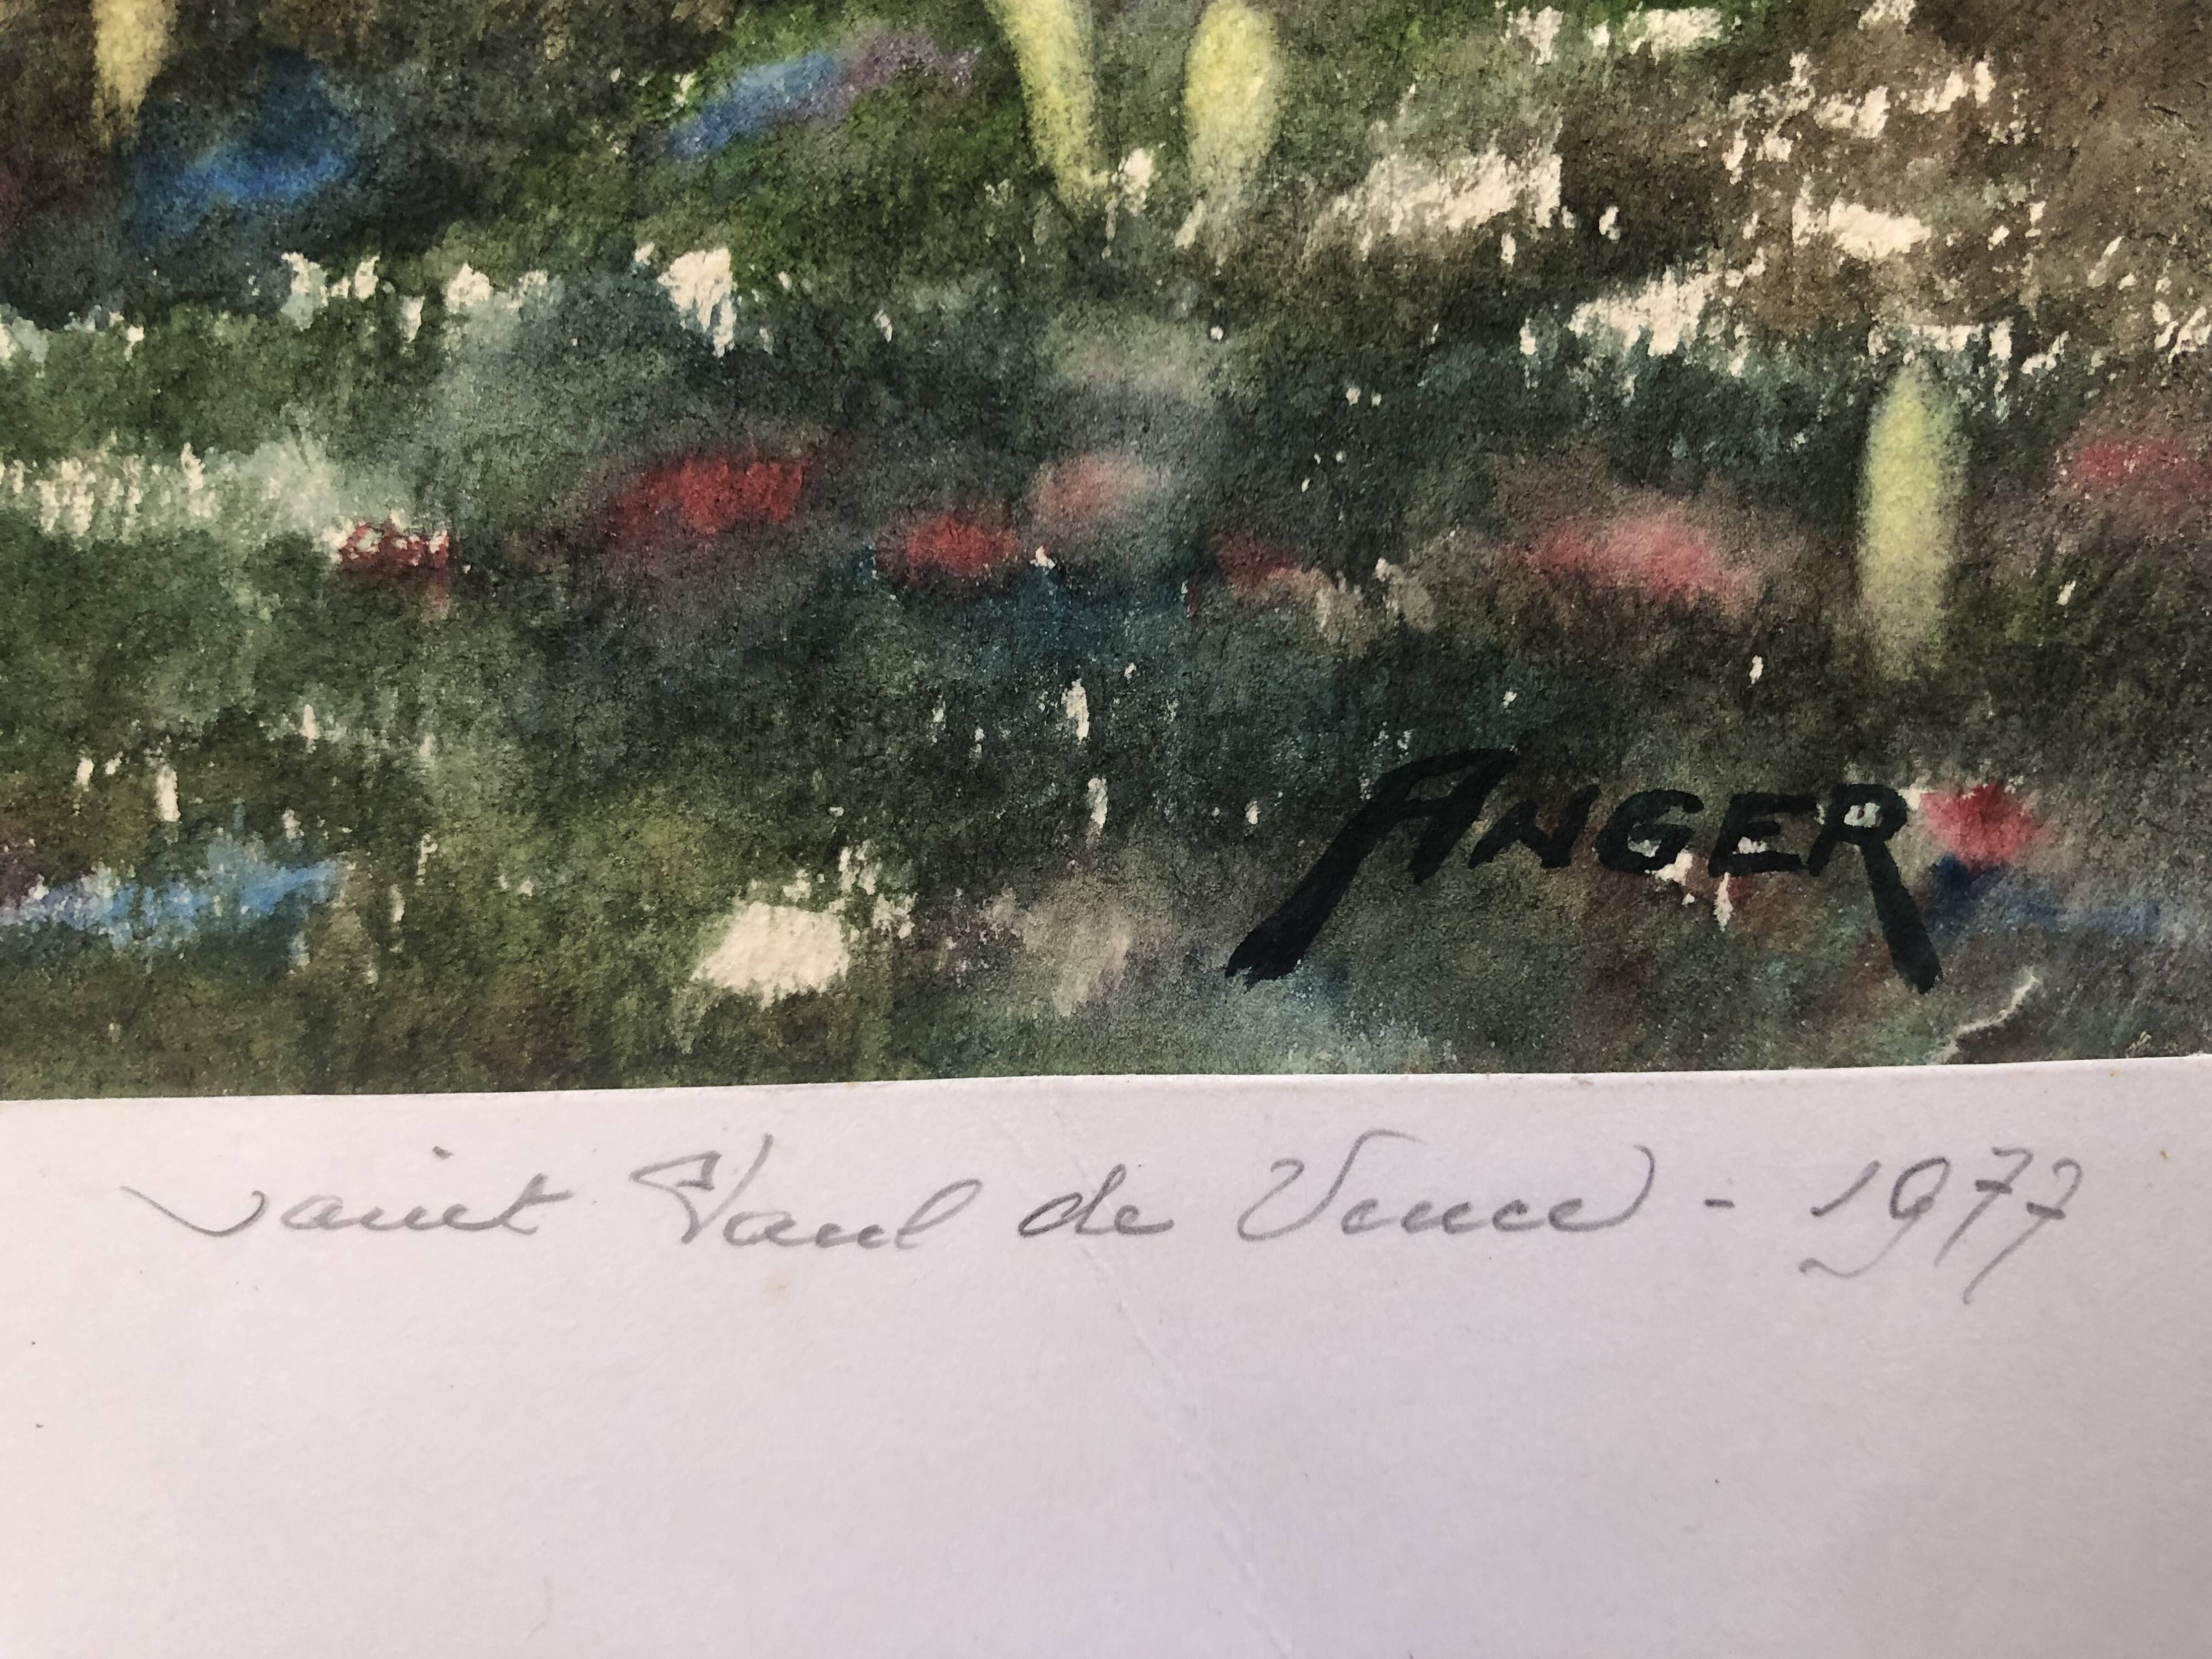 ANGER
Saint Paul de Vence - 1977